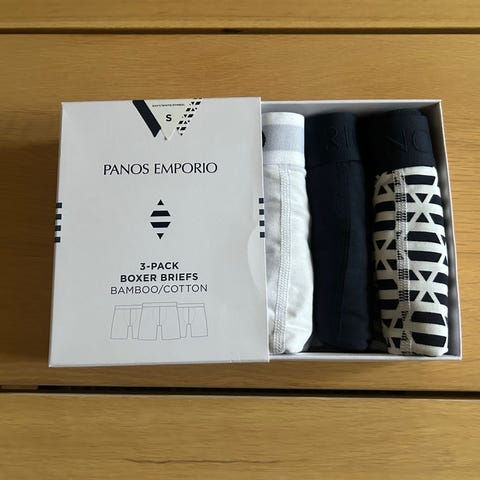 S
PANOS EMPORIO
3-PACK
BOXER BRIEFS
BAMBOO/COTTON